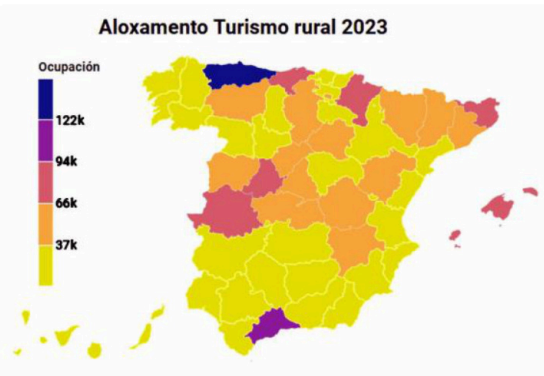 Aloxamento Turismo rural 2023
Ocupación
122k
94k
66k
37k